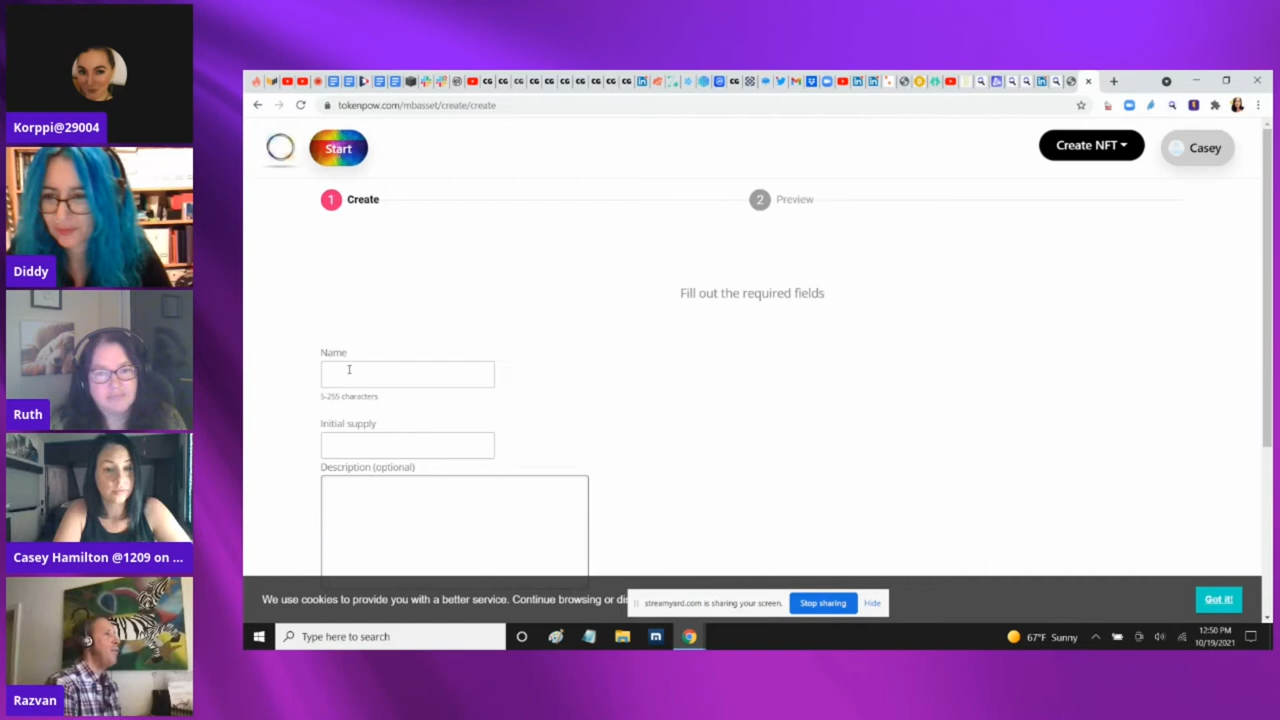 Korppi@29004
Diddy
Ruth
Casey Hamilton @1209 on ...
Razvan
tokenpow.com/mbasset/create/create
Start
Create NFT
Casey
1 Create
2 Preview
Fill out the required fields
Name
5-255 characters
Initial supply
Description (optional)
We use cookies to provide you with a better service. Continue browsing or di
streamyard.com is sharing your screen.
Stop sharing
Hide
Got it!
Type here to search
67°F Sunny
12:50 PM
10/19/2021